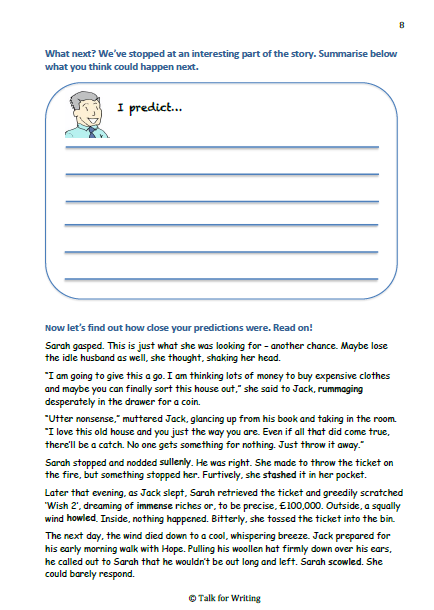 8
What next? We've stopped at an interesting part of the story. Summarise below
what you think could happen next.
I predict...
Now let's find out how close your predictions were. Read on!
Sarah gasped. This is just what she was looking for – another chance. Maybe lose
the idle husband as well, she thought, shaking her head.
"I am going to give this a go. I am thinking lots of money to buy expensive clothes
and maybe you can finally sort this house out," she said to Jack, rummaging
desperately in the drawer for a coin.
"Utter nonsense," muttered Jack, glancing up from his book and taking in the room.
"I love this old house and you just the way you are. Even if all that did come true,
there'll be a catch. No one gets something for nothing. Just throw it away."
Sarah stopped and nodded sullenly. He was right. She made to throw the ticket on
the fire, but something stopped her. Furtively, she stashed it in her pocket.
Later that evening, as Jack slept, Sarah retrieved the ticket and greedily scratched
'Wish 2', dreaming of immense riches or, to be precise, £100,000. Outside, a squally
wind howled. Inside, nothing happened. Bitterly, she tossed the ticket into the bin.
The next day, the wind died down to a cool, whispering breeze. Jack prepared for
his early morning walk with Hope. Pulling his woollen hat firmly down over his ears,
he called out to Sarah that he wouldn't be out long and left. Sarah scowled. She
could barely respond.
© Talk for Writing